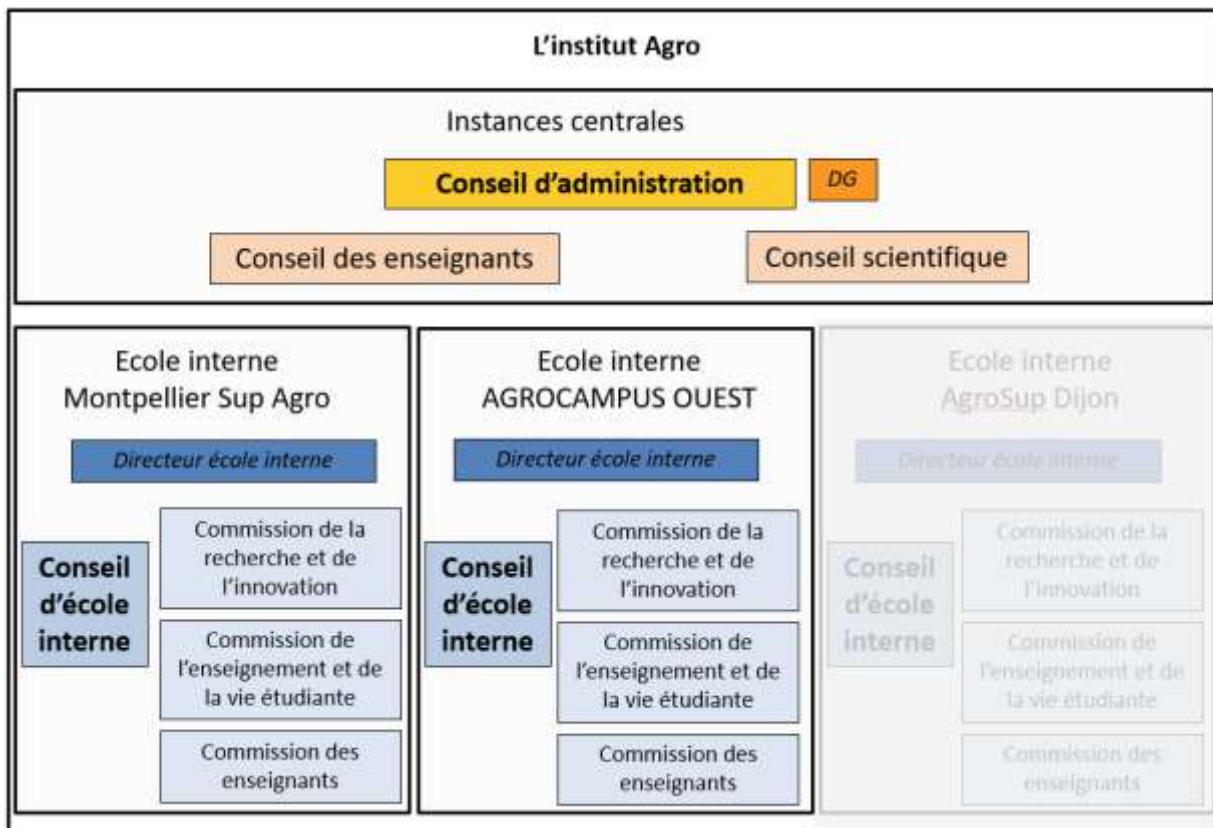 L'institut Agro
Instances centrales
Conseil d'administration
DG
Conseil des enseignants
Conseil scientifique
Ecole interne
Montpellier Sup Agro
Directeur école interne
Conseil
d'école
interne
Commission de la
recherche et de
l'innovation
Commission de
l'enseignement et de
la vie étudiante
Commission des
enseignants
Ecole interne
AGROCAMPUS OUEST
Directeur école interne
Conseil
d'école
interne
Commission de la
recherche et de
l'innovation
Commission de
l'enseignement et de
la vie étudiante
Commission des
enseignants
Ecole interne
AgroSup Dijon
Directeur école interne
Conseil
d'école
interne
Commission de la
recherche et de
l'innovation
Commission de
l'enseignement et de
la vie étudiante
Commission des
enseignants